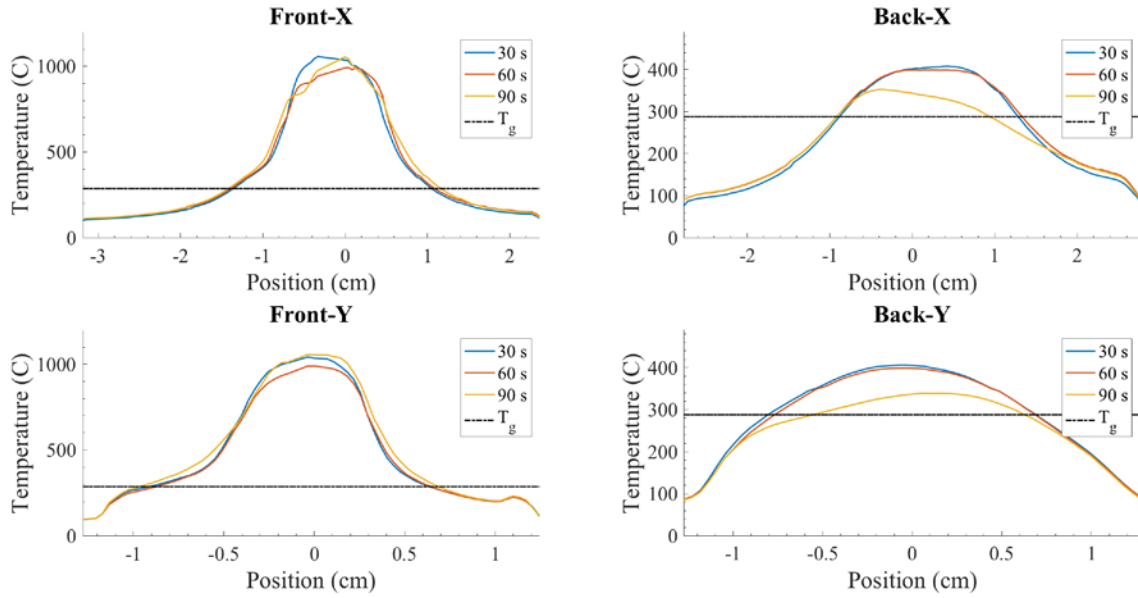 Front-X
Temperature (C)
1000
500
0
-3 -2 -1 0 1 2
Position (cm)
30 s
60 s
90 s
Tg
Back-X
Temperature (C)
400
300
200
100
0
-2 -1 0 1 2
Position (cm)
30 s
60 s
90 s
Tg
Front-Y
Temperature (C)
1000
500
0
-1 -0.5 0 0.5 1
Position (cm)
30 s
60 s
90 s
Tg
Back-Y
Temperature (C)
400
300
200
100
0
-1 -0.5 0 0.5 1
Position (cm)
30 s
60 s
90 s
Tg